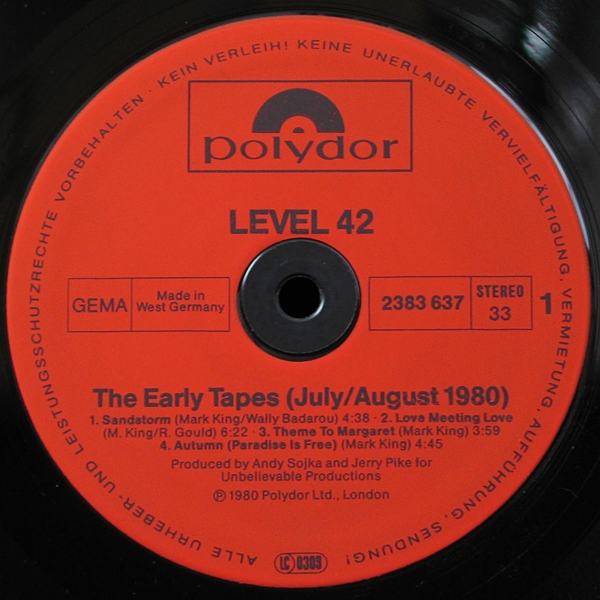 ALLE URHEBER- UND LEISTUNGSSCHUTZRECHTE VORBEHALTEN · KEIN VERLEIH! KEINE UNERLAUBTE VERVIELFÄLTIGUNG, VERMIETUNG, AUFFÜHRUNG, SENDUNG!
polydor
LEVEL 42
GEMA
Made in
West Germany
2383 637
STEREO
33
1
The Early Tapes (July/August 1980)
1. Sandstorm (Mark King/Wally Badarou) 4:38 · 2. Love Meeting Love
(M. King/R. Gould) 6:22 · 3. Theme To Margaret (Mark King) 3:59
4. Autumn (Paradise Is Free) (Mark King) 4:45
Produced by Andy Sojka and Jerry Pike for
Unbelievable Productions
Ⓟ 1980 Polydor Ltd., London
LC 0309